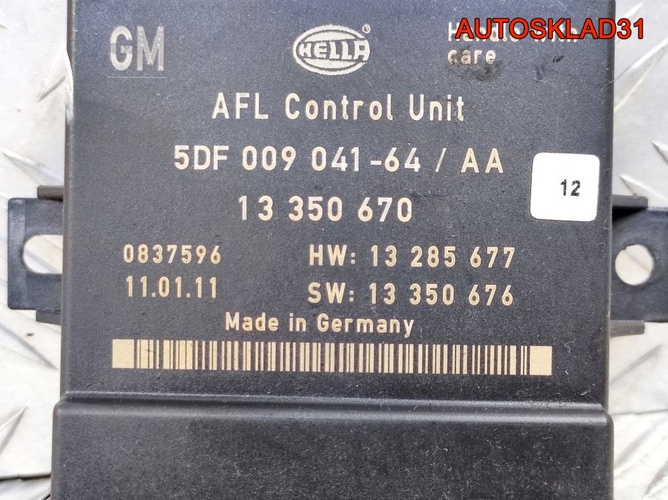 AUTOSKLAD31
GM
HELLA
care
AFL Control Unit
5DF 009 041-64 / AA
13 350 670
12
0837596 HW: 13 285 677
11.01.11 SW: 13 350 676
Made in Germany